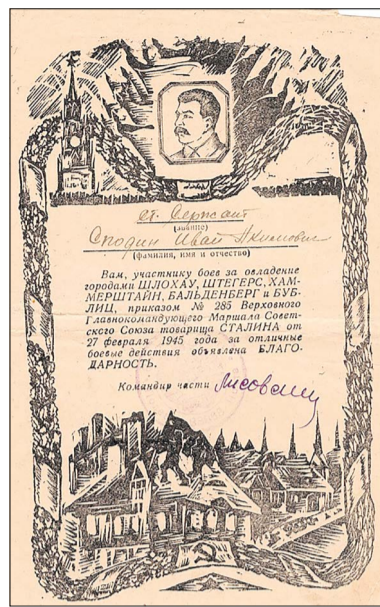 ст. Сержант
(звание)
Сподин Иван Акимович
(фамилия, имя и отчество)
Вам, участнику боев за овладение
городами ШЛОХАУ, ШТЕГЕРС, ХАМ-
МЕРШТАЙН, БАЛЬДЕНБЕРГ и БУБ-
ЛИЦ, приказом № 285 Верховного
Главнокомандующего Маршала Совет-
ского Союза товарища СТАЛИНА от
27 февраля 1945 года за отличные
боевые действия объявлена БЛАГО-
ДАРНОСТЬ.
Командир части